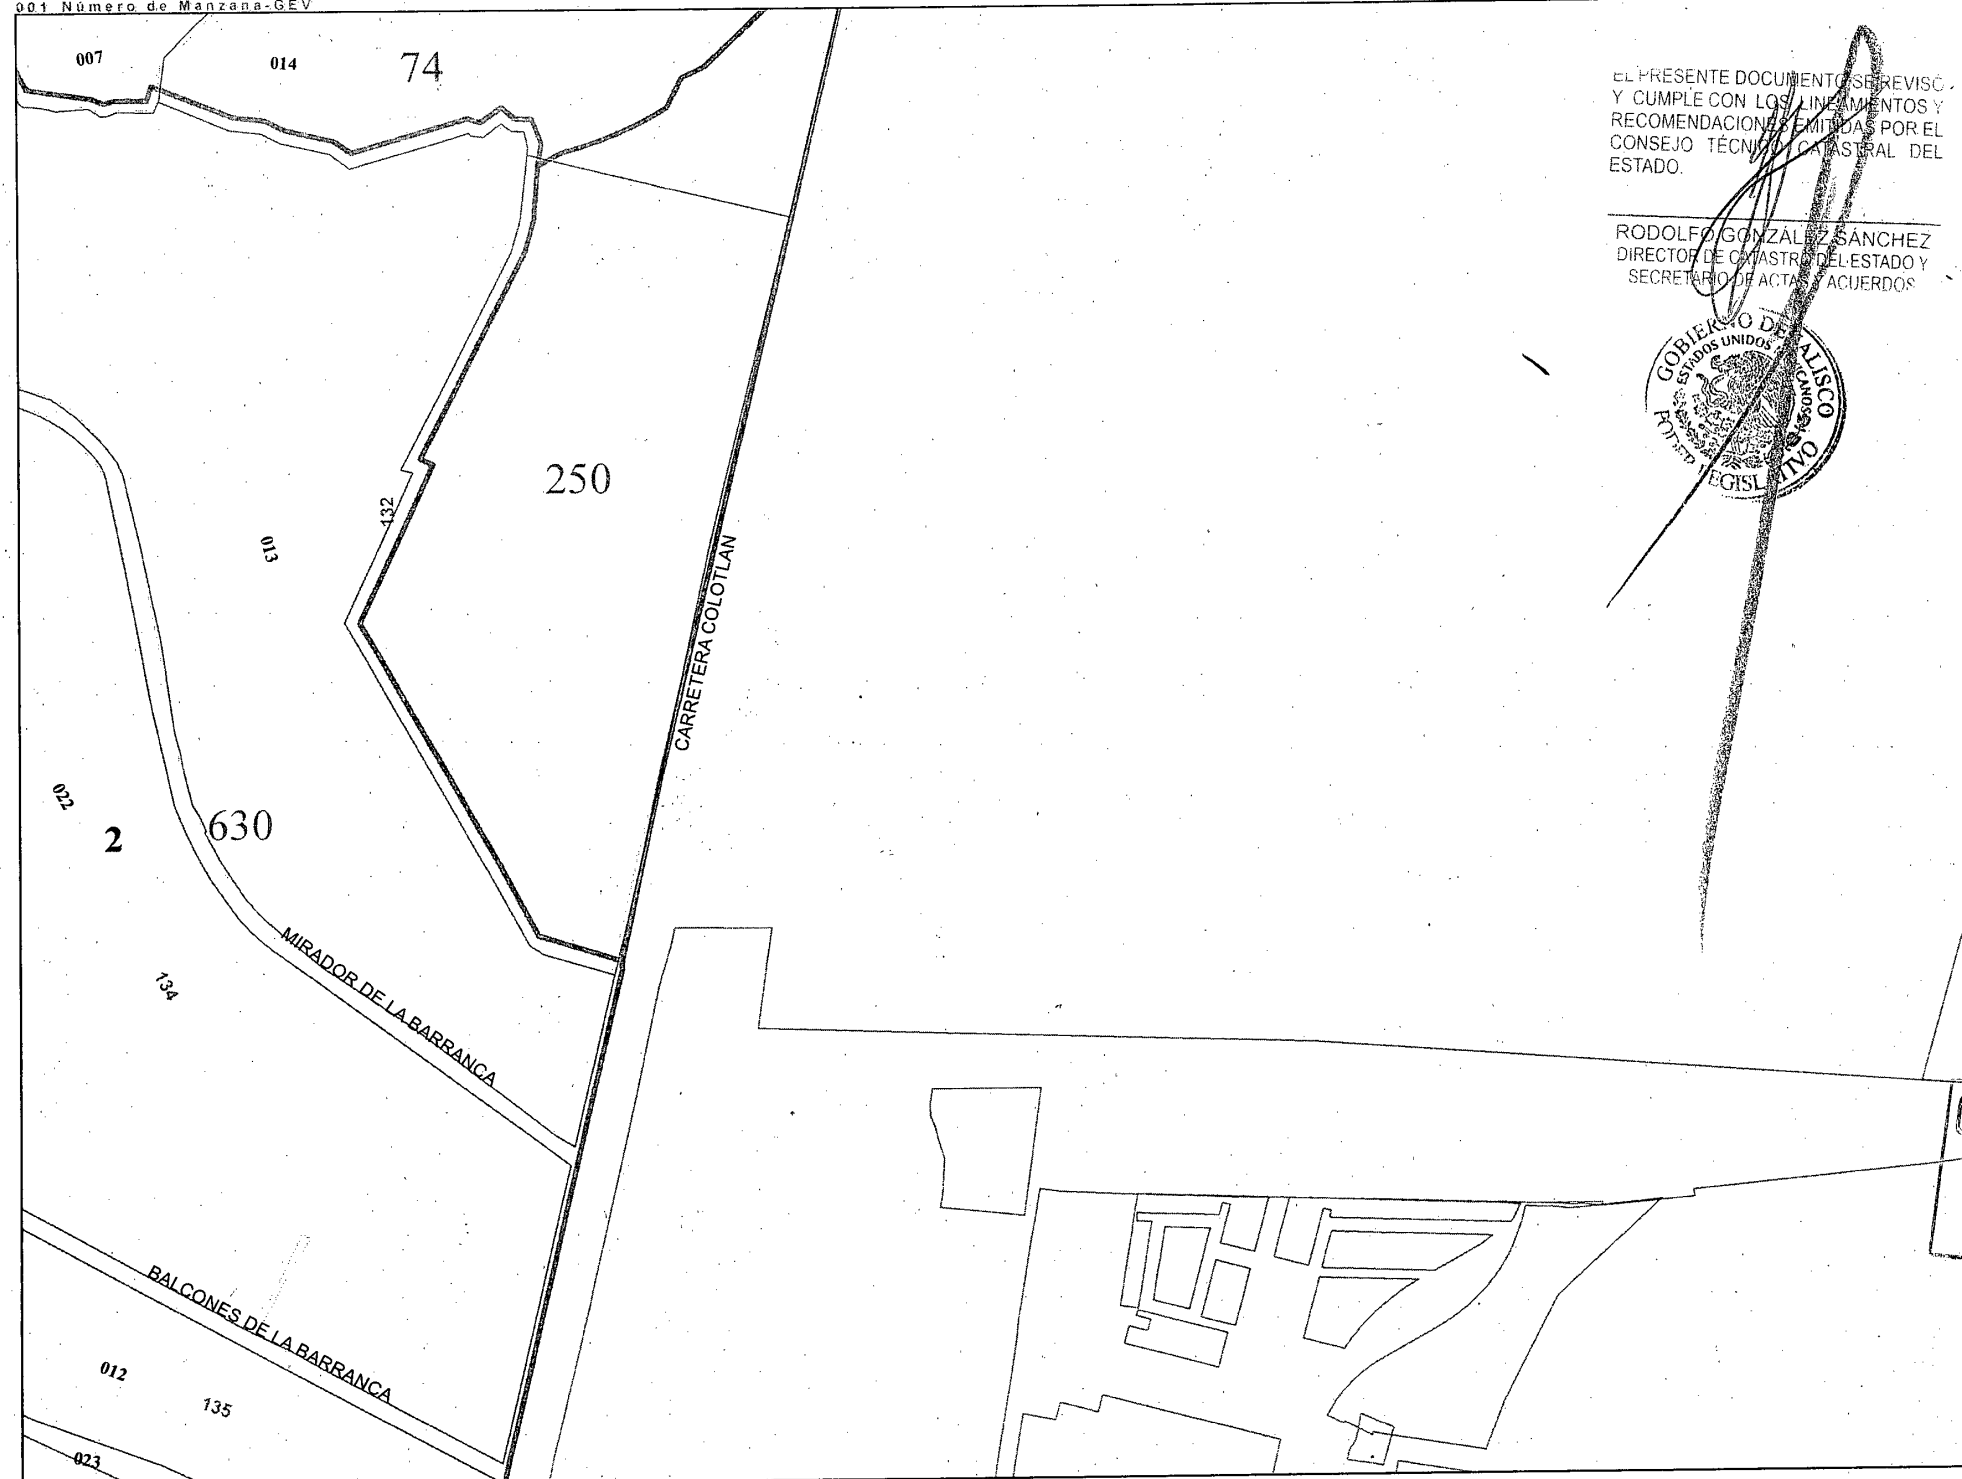 001 Número de Manzana-GEV
007
014
74
EL PRESENTE DOCUMENTO SE REVISÓ
Y CUMPLE CON LOS LINEAMIENTOS Y
RECOMENDACIONES EMITIDAS POR EL
CONSEJO TÉCNICO CATASTRAL DEL
ESTADO.
RODOLFO GONZÁLEZ SÁNCHEZ
DIRECTOR DE CATASTRO DEL ESTADO Y
SECRETARIO DE ACTAS Y ACUERDOS
GOBIERNO DE JALISCO
ESTADOS UNIDOS MEXICANOS
PODER LEGISLATIVO
250
132
013
CARRETERA COLOTLAN
022
2
630
MIRADOR DE LA BARRANCA
134
BALCONES DE LA BARRANCA
012
135
023